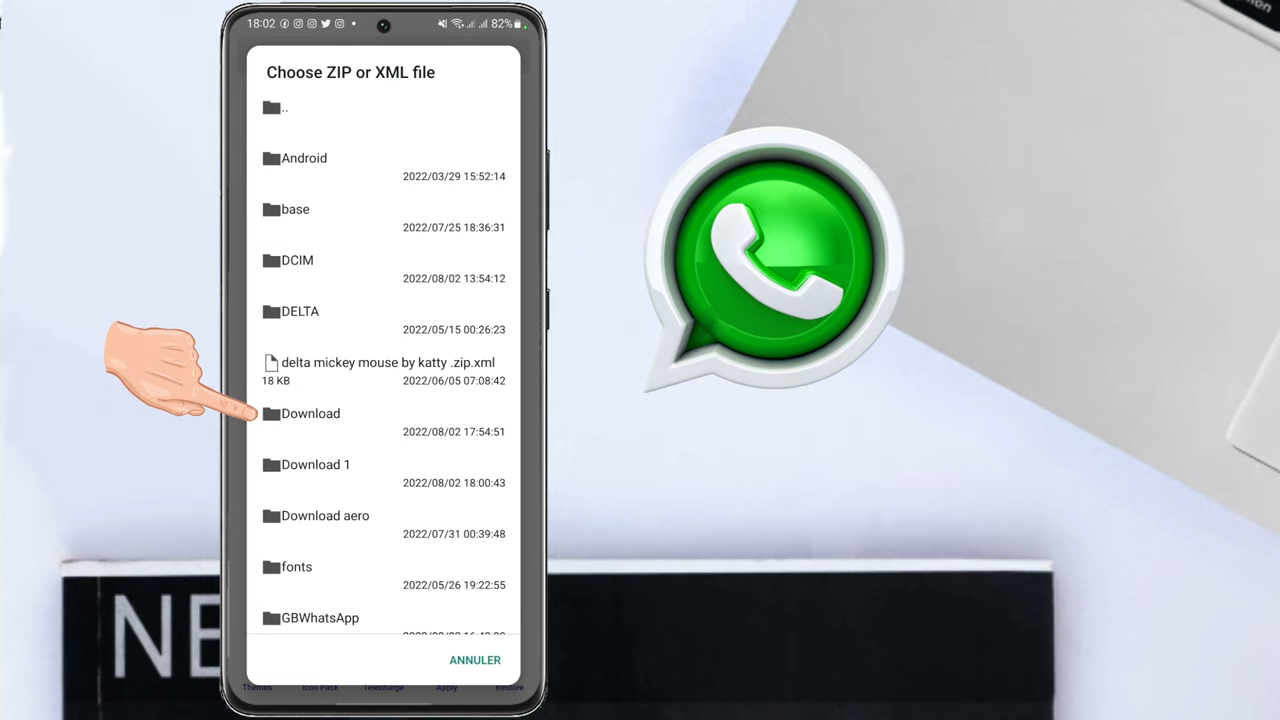 18:02 82%
Choose ZIP or XML file
..
Android
2022/03/29 15:52:14
base
2022/07/25 18:36:31
DCIM
2022/08/02 13:54:12
DELTA
2022/05/15 00:26:23
delta mickey mouse by katty .zip.xml
18 KB 2022/06/05 07:08:42
Download
2022/08/02 17:54:51
Download 1
2022/08/02 18:00:43
Download aero
2022/07/31 00:39:48
fonts
2022/05/26 19:22:55
GBWhatsApp
ANNULER
Themes Icon Pack Télécharge Apply Restore
NE